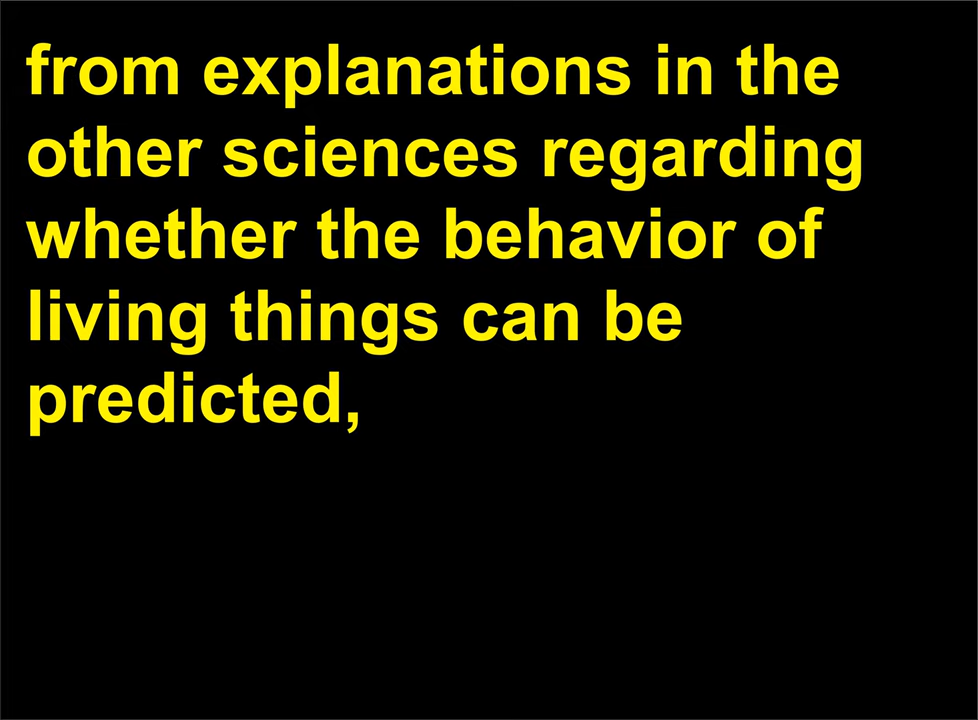 from explanations in the
other sciences regarding
whether the behavior of
living things can be
predicted,